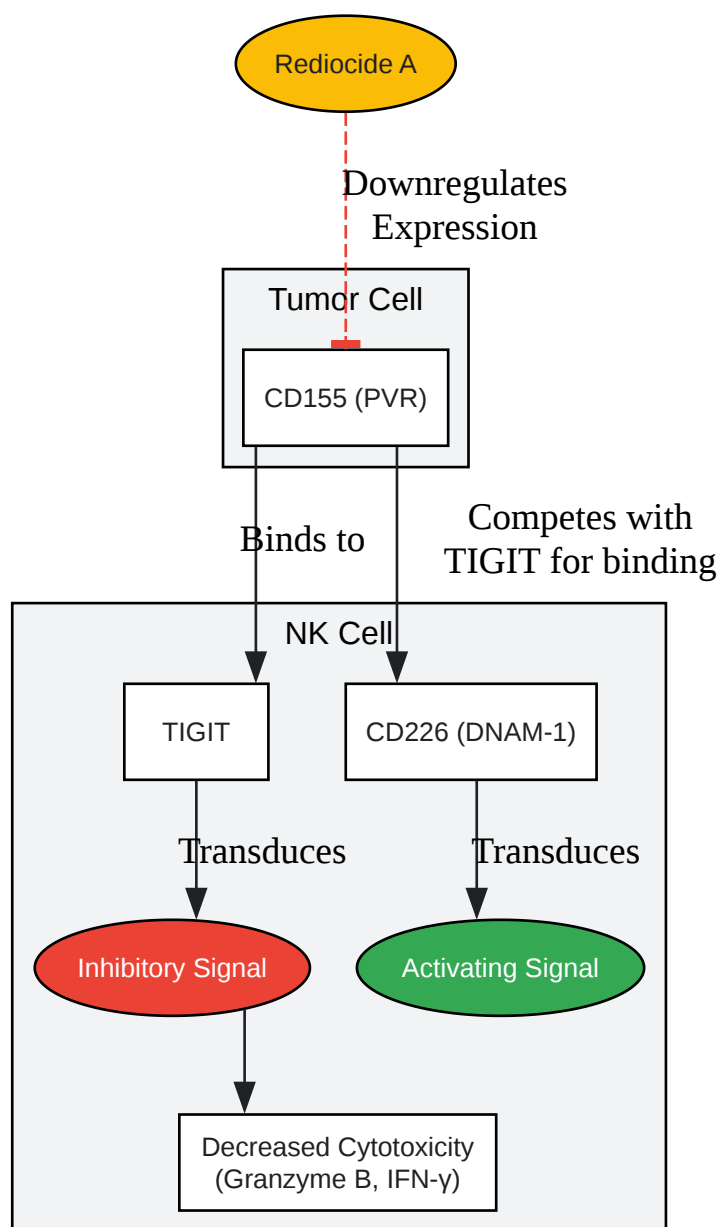 Rediocide A
Downregulates
Expression
Tumor Cell
CD155 (PVR)
Binds to
Competes with
TIGIT for binding
NK Cell
TIGIT
CD226 (DNAM-1)
Transduces
Transduces
Inhibitory Signal
Activating Signal
Decreased Cytotoxicity
(Granzyme B, IFN-γ)